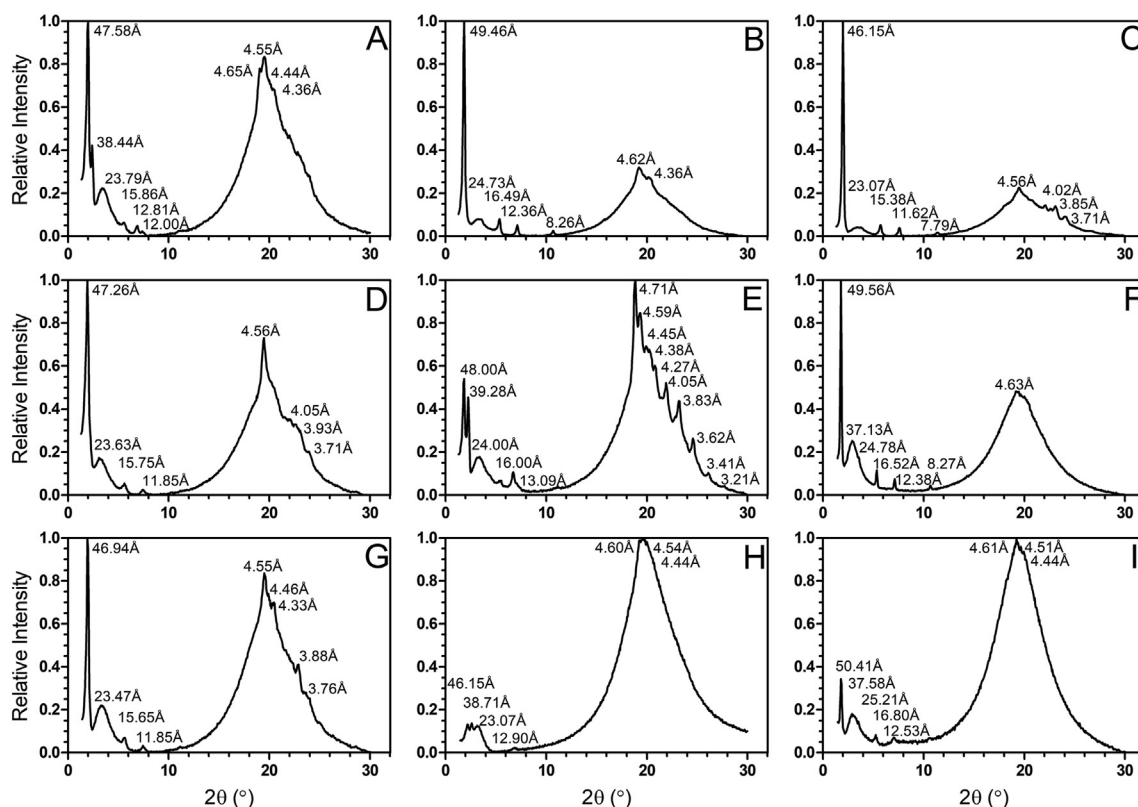 A
47.58Å
4.55Å
4.65Å
4.44Å
4.36Å
38.44Å
23.79Å
15.86Å
12.81Å
12.00Å
1.0
0.8
0.6
0.4
0.2
0.0
0 10 20 30
Relative Intensity
B
49.46Å
4.62Å
4.36Å
24.73Å
16.49Å
12.36Å
8.26Å
1.0
0.8
0.6
0.4
0.2
0.0
0 10 20 30
C
46.15Å
4.56Å
4.02Å
3.85Å
3.71Å
23.07Å
15.38Å
11.62Å
7.79Å
1.0
0.8
0.6
0.4
0.2
0.0
0 10 20 30
D
47.26Å
4.56Å
4.05Å
3.93Å
3.71Å
23.63Å
15.75Å
11.85Å
1.0
0.8
0.6
0.4
0.2
0.0
0 10 20 30
Relative Intensity
E
4.71Å
4.59Å
4.45Å
4.38Å
4.27Å
4.05Å
3.83Å
3.62Å
3.41Å
3.21Å
48.00Å
39.28Å
24.00Å
16.00Å
13.09Å
1.0
0.8
0.6
0.4
0.2
0.0
0 10 20 30
F
49.56Å
4.63Å
37.13Å
24.78Å
16.52Å
8.27Å
12.38Å
1.0
0.8
0.6
0.4
0.2
0.0
0 10 20 30
G
46.94Å
4.55Å
4.46Å
4.33Å
3.88Å
3.76Å
23.47Å
15.65Å
11.85Å
1.0
0.8
0.6
0.4
0.2
0.0
0 10 20 30
Relative Intensity
2θ (°)
H
4.60Å
4.54Å
4.44Å
46.15Å
38.71Å
23.07Å
12.90Å
1.0
0.8
0.6
0.4
0.2
0.0
0 10 20 30
2θ (°)
I
4.61Å
4.51Å
4.44Å
50.41Å
37.58Å
25.21Å
16.80Å
12.53Å
1.0
0.8
0.6
0.4
0.2
0.0
0 10 20 30
2θ (°)